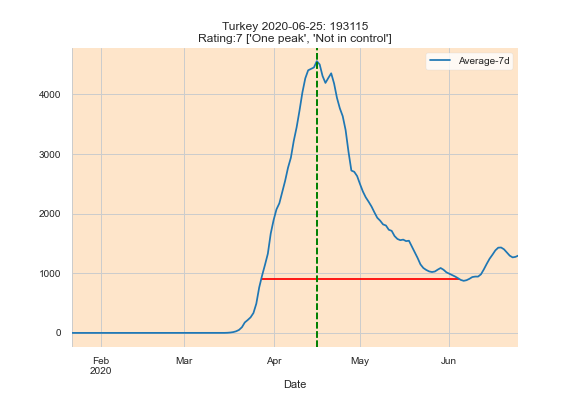 Turkey 2020-06-25: 193115
Rating:7 ['One peak', 'Not in control']
Average-7d
4000
3000
2000
1000
0
Feb
2020
Mar
Apr
May
Jun
Date